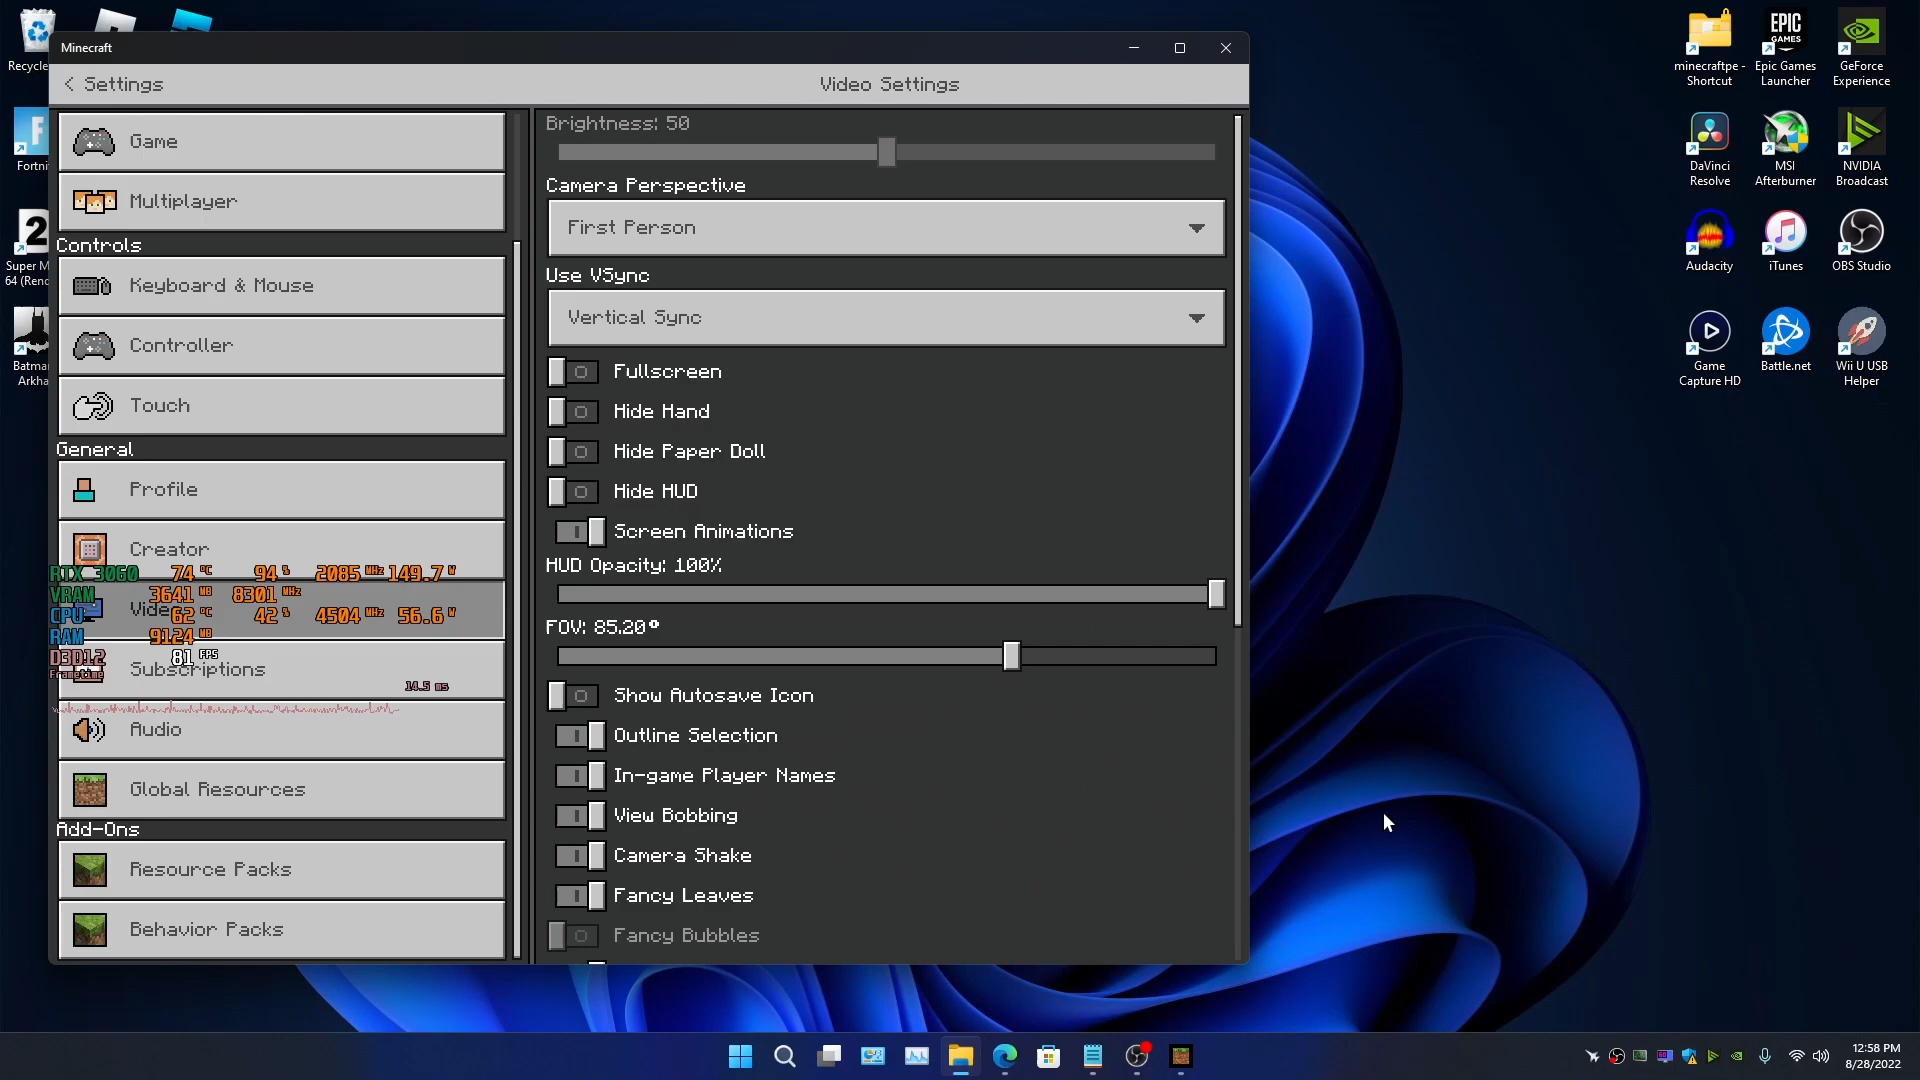 Recycle
Fortni
Super M
64 (Rend
Batma
Arkha
Minecraft
Settings
Video Settings
Game
Multiplayer
Controls
Keyboard & Mouse
Controller
Touch
General
Profile
Creator
Vide
Subscriptions
Audio
Global Resources
Add-Ons
Resource Packs
Behavior Packs
RTX 3060 74 °C 94 % 2085 MHz 149.7 W
VRAM 3641 MB 8301 MHz
CPU 62 °C 42 % 4504 MHz 56.6 W
RAM 9124 MB
D3D12 81 FPS
Frametime
14.5 ms
Brightness: 50
Camera Perspective
First Person
Use VSync
Vertical Sync
Fullscreen
Hide Hand
Hide Paper Doll
Hide HUD
Screen Animations
HUD Opacity: 100%
FOV: 85.20°
Show Autosave Icon
Outline Selection
In-game Player Names
View Bobbing
Camera Shake
Fancy Leaves
Fancy Bubbles
minecraftpe -
Shortcut
EPIC
GAMES
Epic Games
Launcher
GeForce
Experience
DaVinci
Resolve
MSI
Afterburner
NVIDIA
Broadcast
Audacity
iTunes
OBS Studio
Game
Capture HD
Battle.net
Wii U USB
Helper
12:58 PM
8/28/2022